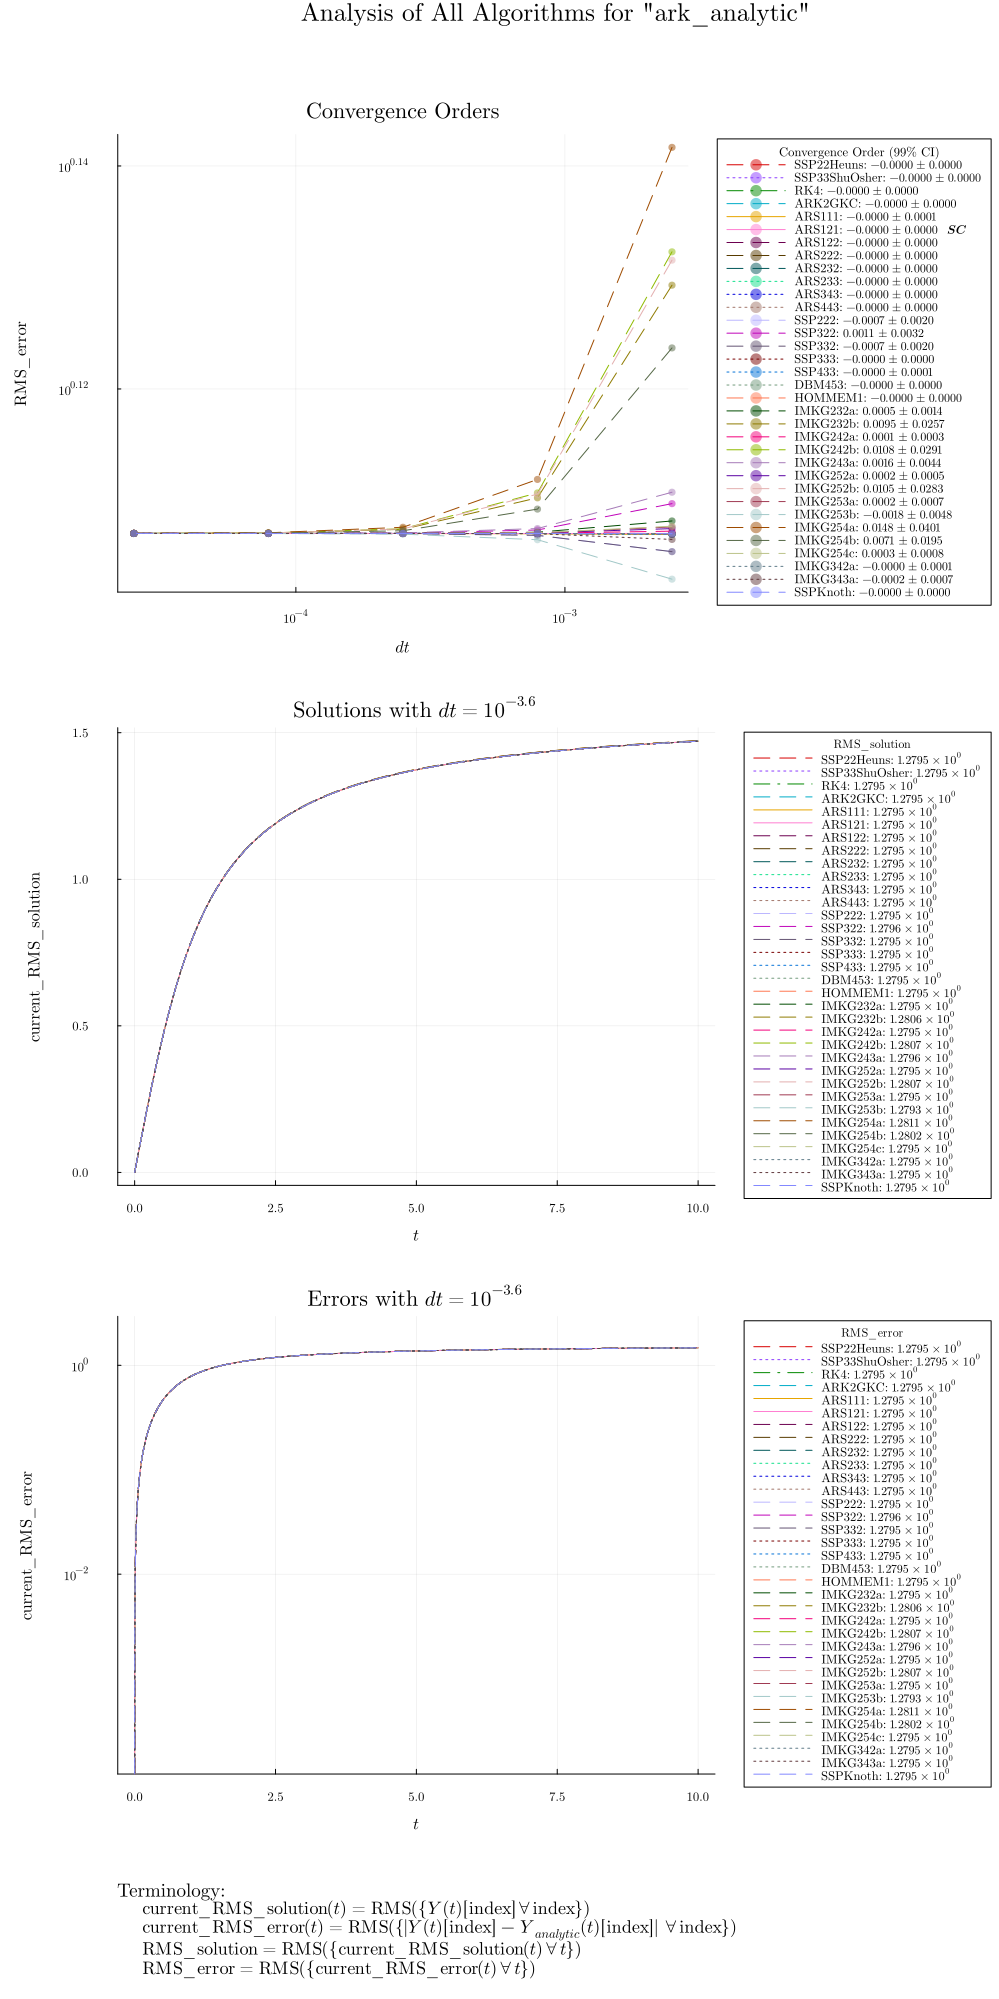 Analysis of All Algorithms for "ark_analytic"
Convergence Orders
RMS_error
10^0.14
10^0.12
10^−4
10^−3
dt
Convergence Order (99% CI)
SSP22Heuns: −0.0000 ± 0.0000
SSP33ShuOsher: −0.0000 ± 0.0000
RK4: −0.0000 ± 0.0000
ARK2GKC: −0.0000 ± 0.0000
ARS111: −0.0000 ± 0.0001
ARS121: −0.0000 ± 0.0000 SC
ARS122: −0.0000 ± 0.0000
ARS222: −0.0000 ± 0.0000
ARS232: −0.0000 ± 0.0000
ARS233: −0.0000 ± 0.0000
ARS343: −0.0000 ± 0.0000
ARS443: −0.0000 ± 0.0000
SSP222: −0.0007 ± 0.0020
SSP322: 0.0011 ± 0.0032
SSP332: −0.0007 ± 0.0020
SSP333: −0.0000 ± 0.0000
SSP433: −0.0000 ± 0.0001
DBM453: −0.0000 ± 0.0000
HOMMEM1: −0.0000 ± 0.0000
IMKG232a: 0.0005 ± 0.0014
IMKG232b: 0.0095 ± 0.0257
IMKG242a: 0.0001 ± 0.0003
IMKG242b: 0.0108 ± 0.0291
IMKG243a: 0.0016 ± 0.0044
IMKG252a: 0.0002 ± 0.0005
IMKG252b: 0.0105 ± 0.0283
IMKG253a: 0.0002 ± 0.0007
IMKG253b: −0.0018 ± 0.0048
IMKG254a: 0.0148 ± 0.0401
IMKG254b: 0.0071 ± 0.0195
IMKG254c: 0.0003 ± 0.0008
IMKG342a: −0.0000 ± 0.0001
IMKG343a: −0.0002 ± 0.0007
SSPKnoth: −0.0000 ± 0.0000
Solutions with dt = 10^−3.6
current_RMS_solution
1.5
1.0
0.5
0.0
0.0 2.5 5.0 7.5 10.0
t
RMS_solution
SSP22Heuns: 1.2795 × 10^0
SSP33ShuOsher: 1.2795 × 10^0
RK4: 1.2795 × 10^0
ARK2GKC: 1.2795 × 10^0
ARS111: 1.2795 × 10^0
ARS121: 1.2795 × 10^0
ARS122: 1.2795 × 10^0
ARS222: 1.2795 × 10^0
ARS232: 1.2795 × 10^0
ARS233: 1.2795 × 10^0
ARS343: 1.2795 × 10^0
ARS443: 1.2795 × 10^0
SSP222: 1.2795 × 10^0
SSP322: 1.2796 × 10^0
SSP332: 1.2795 × 10^0
SSP333: 1.2795 × 10^0
SSP433: 1.2795 × 10^0
DBM453: 1.2795 × 10^0
HOMMEM1: 1.2795 × 10^0
IMKG232a: 1.2795 × 10^0
IMKG232b: 1.2806 × 10^0
IMKG242a: 1.2795 × 10^0
IMKG242b: 1.2807 × 10^0
IMKG243a: 1.2796 × 10^0
IMKG252a: 1.2795 × 10^0
IMKG252b: 1.2807 × 10^0
IMKG253a: 1.2795 × 10^0
IMKG253b: 1.2793 × 10^0
IMKG254a: 1.2811 × 10^0
IMKG254b: 1.2802 × 10^0
IMKG254c: 1.2795 × 10^0
IMKG342a: 1.2795 × 10^0
IMKG343a: 1.2795 × 10^0
SSPKnoth: 1.2795 × 10^0
Errors with dt = 10^−3.6
current_RMS_error
10^0
10^−2
0.0 2.5 5.0 7.5 10.0
t
RMS_error
SSP22Heuns: 1.2795 × 10^0
SSP33ShuOsher: 1.2795 × 10^0
RK4: 1.2795 × 10^0
ARK2GKC: 1.2795 × 10^0
ARS111: 1.2795 × 10^0
ARS121: 1.2795 × 10^0
ARS122: 1.2795 × 10^0
ARS222: 1.2795 × 10^0
ARS232: 1.2795 × 10^0
ARS233: 1.2795 × 10^0
ARS343: 1.2795 × 10^0
ARS443: 1.2795 × 10^0
SSP222: 1.2795 × 10^0
SSP322: 1.2796 × 10^0
SSP332: 1.2795 × 10^0
SSP333: 1.2795 × 10^0
SSP433: 1.2795 × 10^0
DBM453: 1.2795 × 10^0
HOMMEM1: 1.2795 × 10^0
IMKG232a: 1.2795 × 10^0
IMKG232b: 1.2806 × 10^0
IMKG242a: 1.2795 × 10^0
IMKG242b: 1.2807 × 10^0
IMKG243a: 1.2796 × 10^0
IMKG252a: 1.2795 × 10^0
IMKG252b: 1.2807 × 10^0
IMKG253a: 1.2795 × 10^0
IMKG253b: 1.2793 × 10^0
IMKG254a: 1.2811 × 10^0
IMKG254b: 1.2802 × 10^0
IMKG254c: 1.2795 × 10^0
IMKG342a: 1.2795 × 10^0
IMKG343a: 1.2795 × 10^0
SSPKnoth: 1.2795 × 10^0
Terminology:
current_RMS_solution(t) = RMS({Y(t)[index] ∀ index})
current_RMS_error(t) = RMS({|Y(t)[index] − Y_analytic(t)[index]| ∀ index})
RMS_solution = RMS({current_RMS_solution(t) ∀ t})
RMS_error = RMS({current_RMS_error(t) ∀ t})